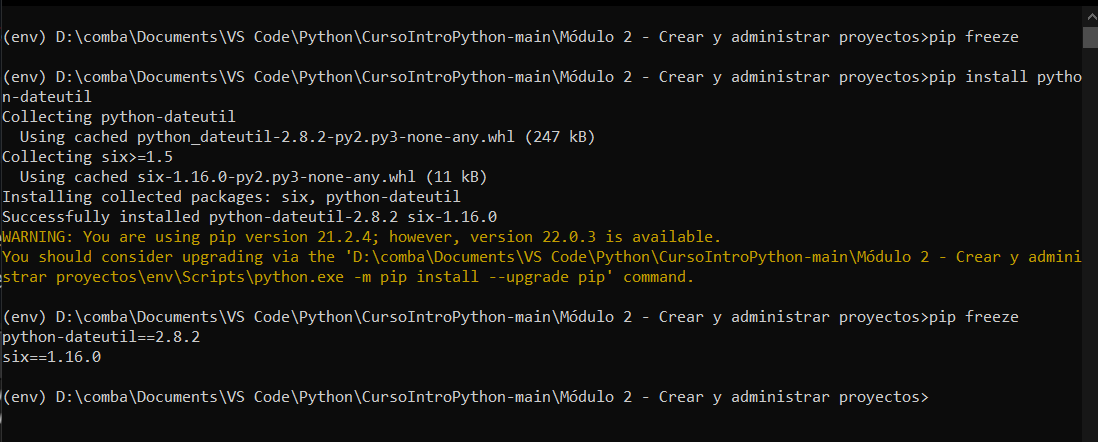 (env) D:\comba\Documents\VS Code\Python\CursoIntroPython-main\Módulo 2 - Crear y administrar proyectos>pip freeze
(env) D:\comba\Documents\VS Code\Python\CursoIntroPython-main\Módulo 2 - Crear y administrar proyectos>pip install pytho
n-dateutil
Collecting python-dateutil
  Using cached python_dateutil-2.8.2-py2.py3-none-any.whl (247 kB)
Collecting six>=1.5
  Using cached six-1.16.0-py2.py3-none-any.whl (11 kB)
Installing collected packages: six, python-dateutil
Successfully installed python-dateutil-2.8.2 six-1.16.0
WARNING: You are using pip version 21.2.4; however, version 22.0.3 is available.
You should consider upgrading via the 'D:\comba\Documents\VS Code\Python\CursoIntroPython-main\Módulo 2 - Crear y admini
strar proyectos\env\Scripts\python.exe -m pip install --upgrade pip' command.
(env) D:\comba\Documents\VS Code\Python\CursoIntroPython-main\Módulo 2 - Crear y administrar proyectos>pip freeze
python-dateutil==2.8.2
six==1.16.0
(env) D:\comba\Documents\VS Code\Python\CursoIntroPython-main\Módulo 2 - Crear y administrar proyectos>